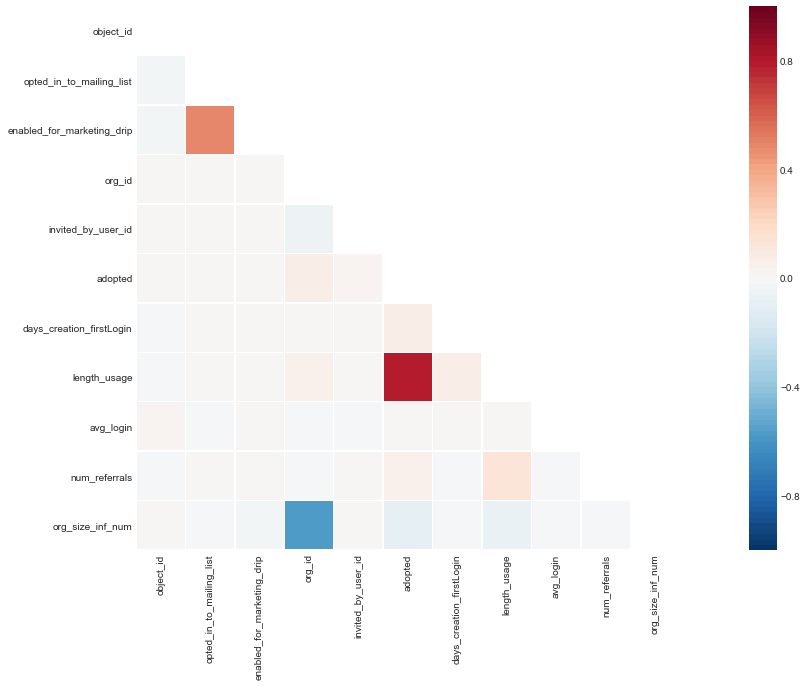 object_id
opted_in_to_mailing_list
enabled_for_marketing_drip
org_id
invited_by_user_id
adopted
days_creation_firstLogin
length_usage
avg_login
num_referrals
org_size_inf_num
object_id
opted_in_to_mailing_list
enabled_for_marketing_drip
org_id
invited_by_user_id
adopted
days_creation_firstLogin
length_usage
avg_login
num_referrals
org_size_inf_num
0.8
0.4
0.0
−0.4
−0.8